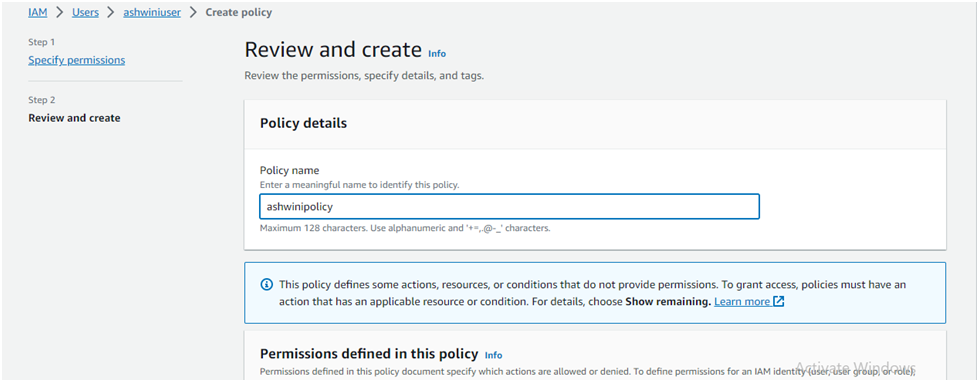 IAM > Users > ashwiniuser > Create policy
Step 1
Specify permissions
Step 2
Review and create
Review and create Info
Review the permissions, specify details, and tags.
Policy details
Policy name
Enter a meaningful name to identify this policy.
ashwinipolicy
Maximum 128 characters. Use alphanumeric and '+=,.@-_' characters.
This policy defines some actions, resources, or conditions that do not provide permissions. To grant access, policies must have an
action that has an applicable resource or condition. For details, choose Show remaining. Learn more
Permissions defined in this policy Info
Permissions defined in this policy document specify which actions are allowed or denied. To define permissions for an IAM identity (user, user group, or role),
Activate Windows